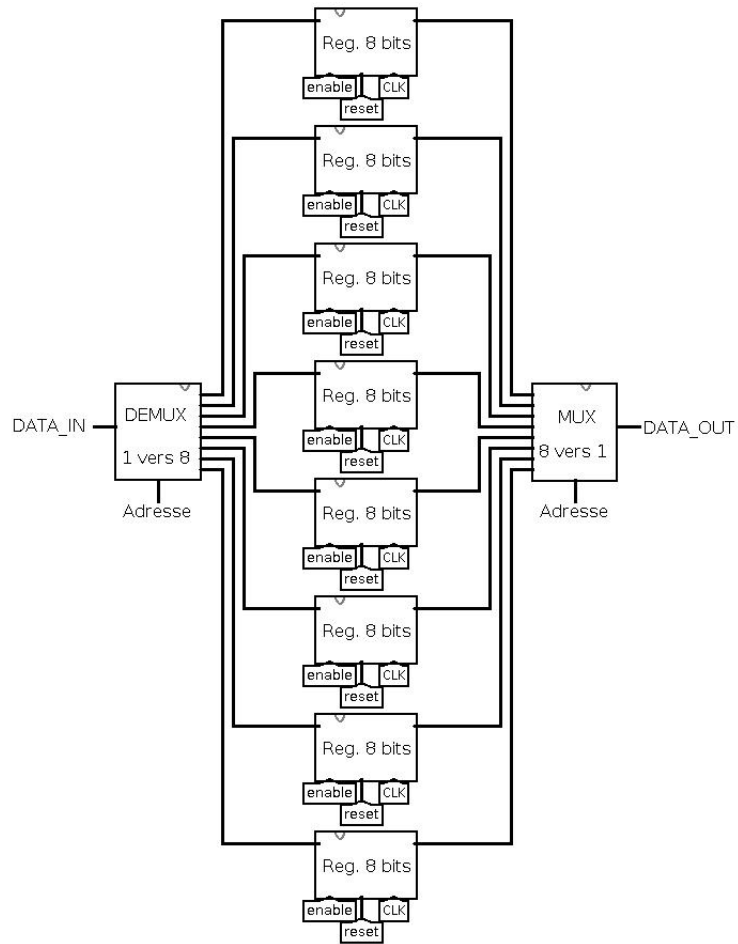 Reg. 8 bits
enable
CLK
reset
Reg. 8 bits
enable
CLK
reset
Reg. 8 bits
enable
CLK
reset
Reg. 8 bits
enable
CLK
reset
DATA_IN
DEMUX
1 vers 8
Adresse
MUX
8 vers 1
DATA_OUT
Adresse
Reg. 8 bits
enable
CLK
reset
Reg. 8 bits
enable
CLK
reset
Reg. 8 bits
enable
CLK
reset
Reg. 8 bits
enable
CLK
reset